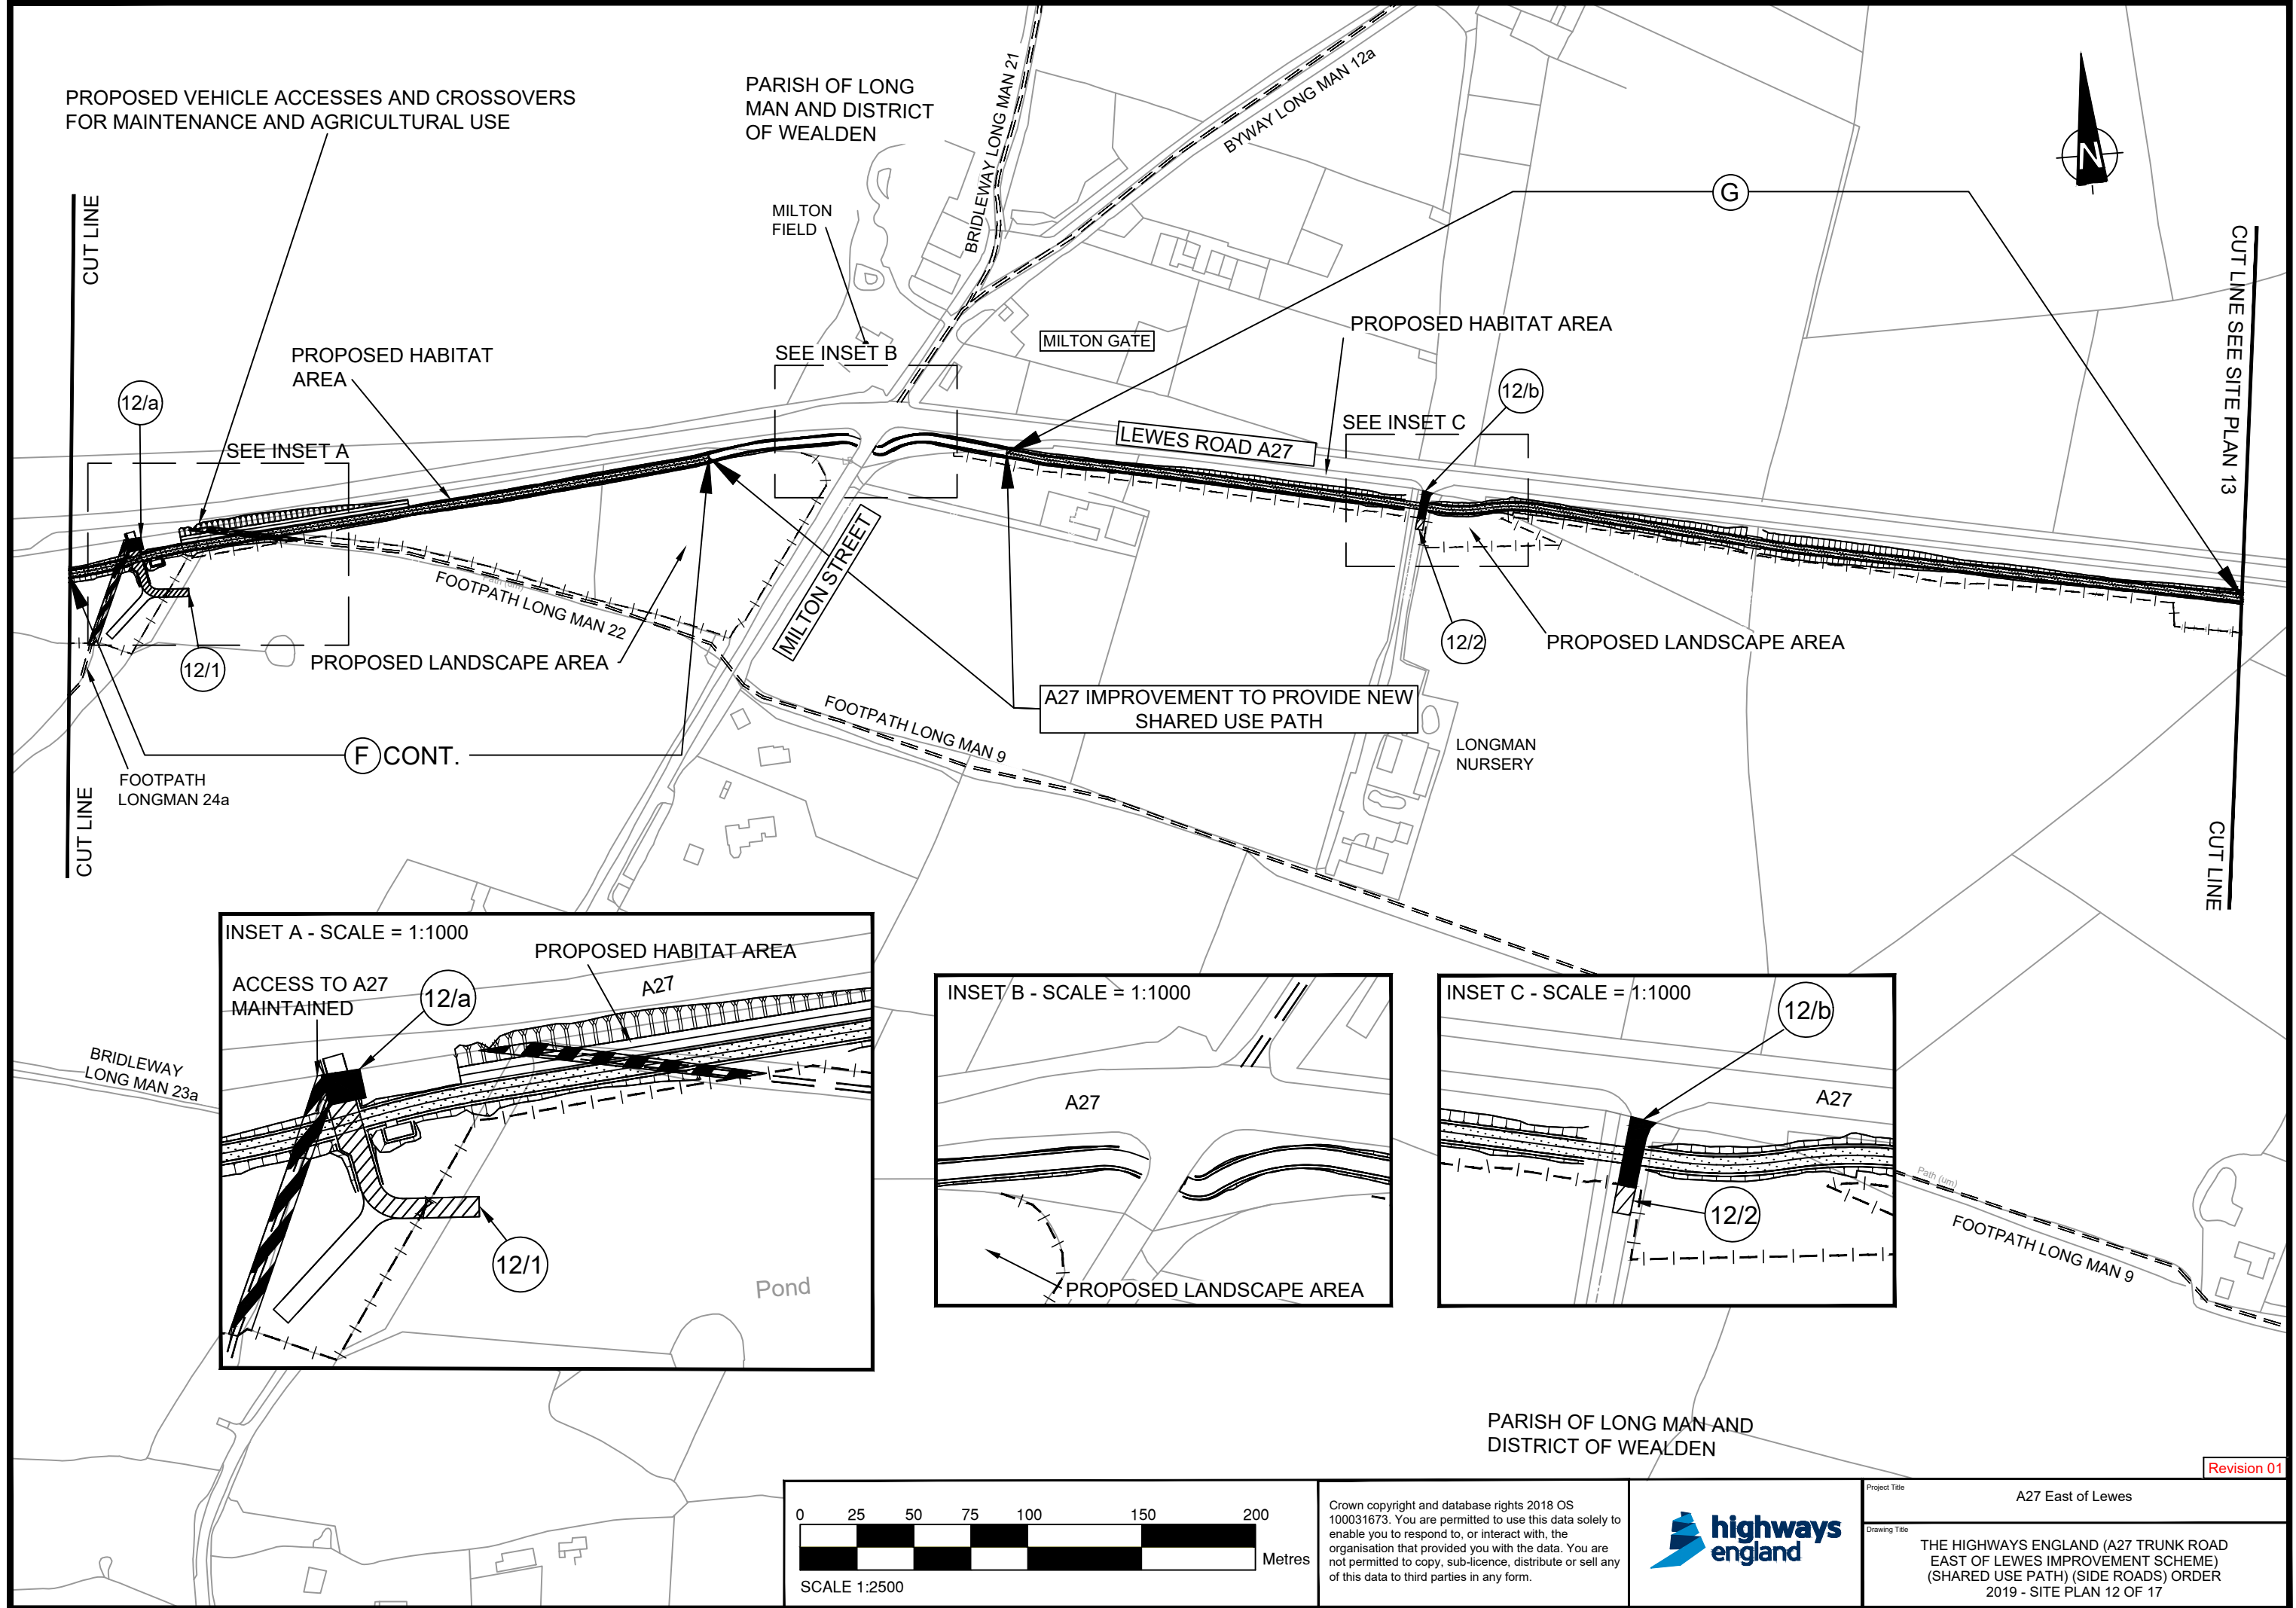 PROPOSED VEHICLE ACCESSES AND CROSSOVERS
FOR MAINTENANCE AND AGRICULTURAL USE
PARISH OF LONG
MAN AND DISTRICT
OF WEALDEN
BRIDLEWAY LONG MAN 21
BYWAY LONG MAN 12a
N
G
CUT LINE
MILTON
FIELD
CUT LINE SEE SITE PLAN 13
PROPOSED HABITAT
AREA
SEE INSET B
MILTON GATE
PROPOSED HABITAT AREA
12/a
12/b
SEE INSET A
SEE INSET C
LEWES ROAD A27
MILTON STREET
Path (um)
FOOTPATH LONG MAN 22
12/1
PROPOSED LANDSCAPE AREA
12/2
PROPOSED LANDSCAPE AREA
A27 IMPROVEMENT TO PROVIDE NEW
SHARED USE PATH
FOOTPATH LONG MAN 9
F CONT.
LONGMAN
NURSERY
FOOTPATH
LONGMAN 24a
CUT LINE
CUT LINE
INSET A - SCALE = 1:1000
PROPOSED HABITAT AREA
ACCESS TO A27
MAINTAINED
12/a
A27
12/1
Pond
BRIDLEWAY
LONG MAN 23a
INSET B - SCALE = 1:1000
A27
PROPOSED LANDSCAPE AREA
INSET C - SCALE = 1:1000
12/b
A27
12/2
Path (um)
FOOTPATH LONG MAN 9
PARISH OF LONG MAN AND
DISTRICT OF WEALDEN
Revision 01
0 25 50 75 100 150 200
Metres
SCALE 1:2500
Crown copyright and database rights 2018 OS
100031673. You are permitted to use this data solely to
enable you to respond to, or interact with, the
organisation that provided you with the data. You are
not permitted to copy, sub-licence, distribute or sell any
of this data to third parties in any form.
highways
england
Project Title
A27 East of Lewes
Drawing Title
THE HIGHWAYS ENGLAND (A27 TRUNK ROAD
EAST OF LEWES IMPROVEMENT SCHEME)
(SHARED USE PATH) (SIDE ROADS) ORDER
2019 - SITE PLAN 12 OF 17